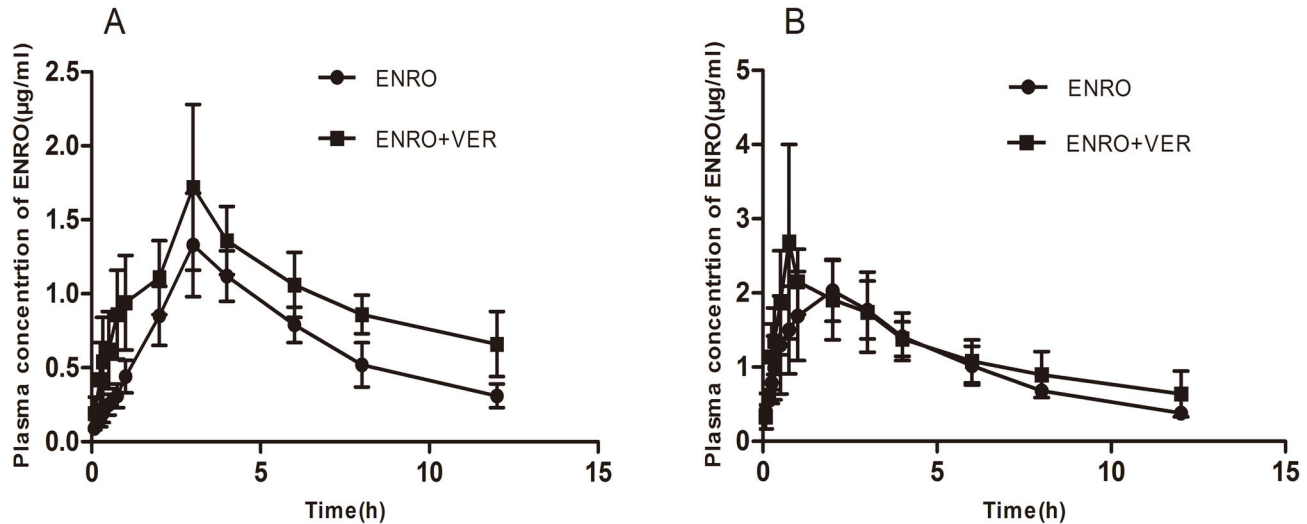 A
Plasma concentrtion of ENRO(μg/ml)
2.5
2.0
1.5
1.0
0.5
0.0
0
5
10
15
Time(h)
ENRO
ENRO+VER
B
Plasma concentrtion of ENRO(μg/ml)
5
4
3
2
1
0
0
5
10
15
Time(h)
ENRO
ENRO+VER